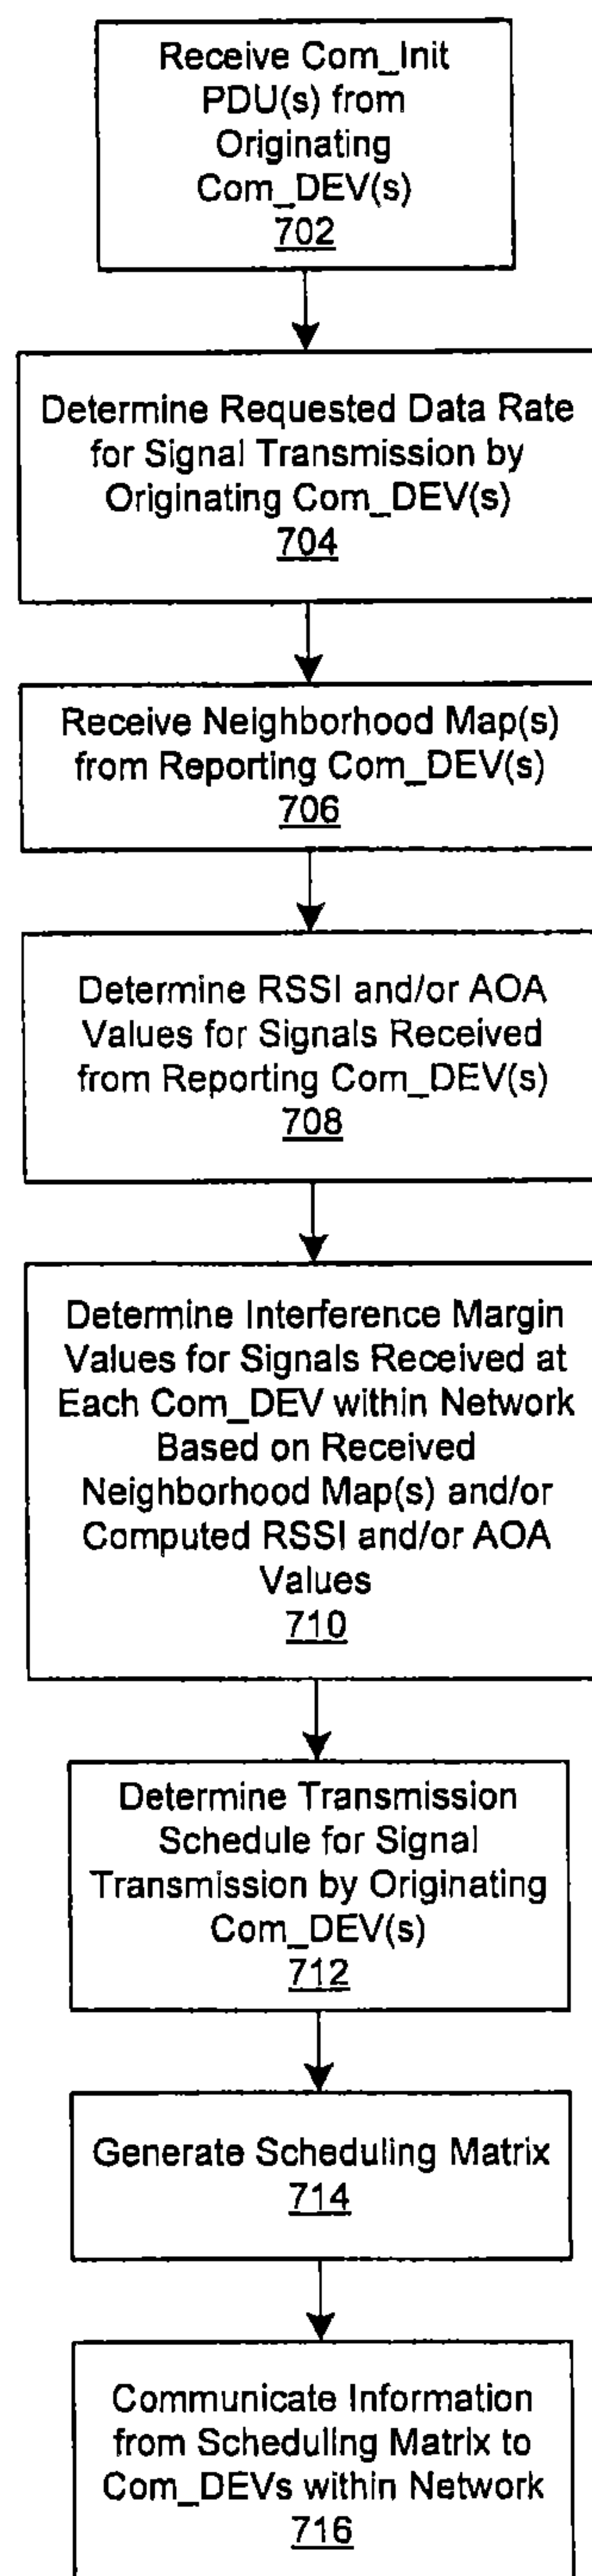 Receive Com_Init
PDU(s) from
Originating
Com_DEV(s)
702
Determine Requested Data Rate
for Signal Transmission by
Originating Com_DEV(s)
704
Receive Neighborhood Map(s)
from Reporting Com_DEV(s)
706
Determine RSSI and/or AOA
Values for Signals Received
from Reporting Com_DEV(s)
708
Determine Interference Margin
Values for Signals Received at
Each Com_DEV within Network
Based on Received
Neighborhood Map(s) and/or
Computed RSSI and/or AOA
Values
710
Determine Transmission
Schedule for Signal
Transmission by Originating
Com_DEV(s)
712
Generate Scheduling Matrix
714
Communicate Information
from Scheduling Matrix to
Com_DEVs within Network
716